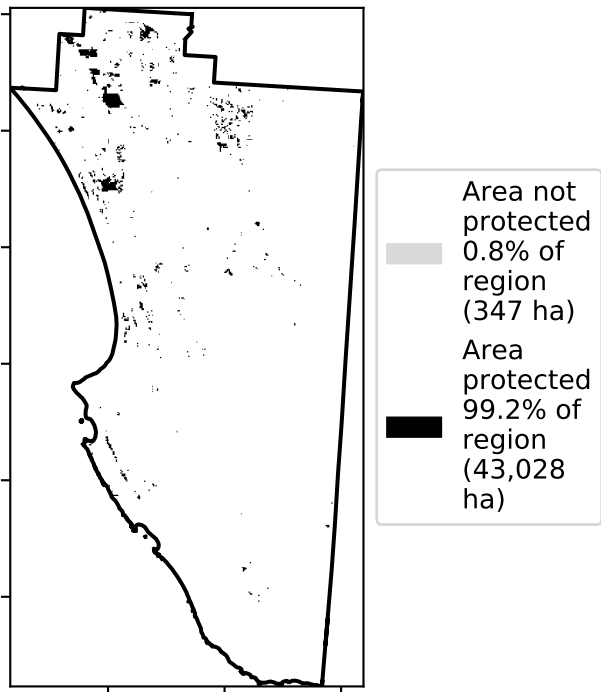 Area not
protected
0.8% of
region
(347 ha)
Area
protected
99.2% of
region
(43,028
ha)